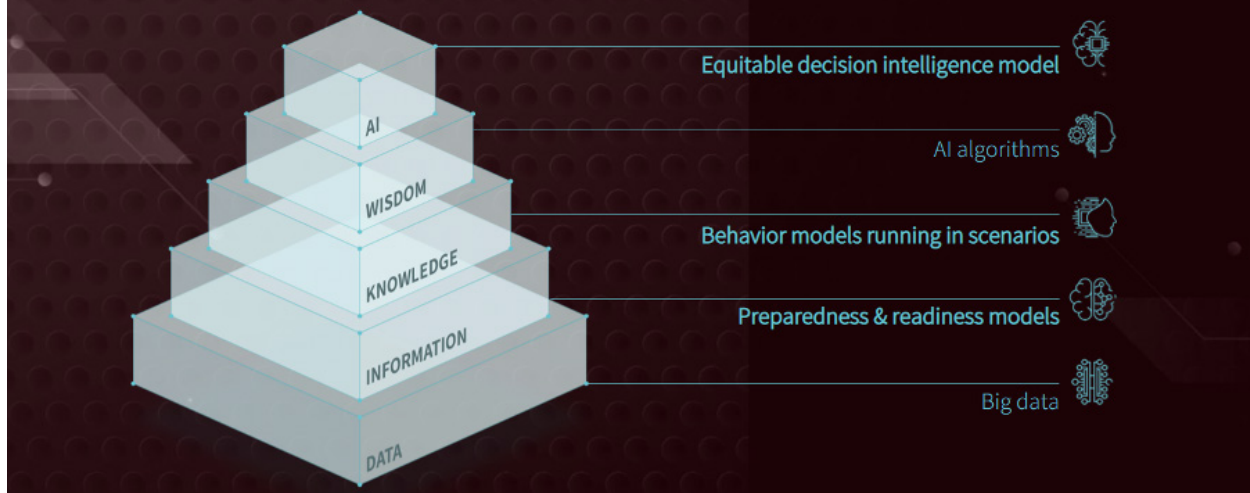 Equitable decision intelligence model
AI
AI algorithms
WISDOM
Behavior models running in scenarios
KNOWLEDGE
Preparedness & readiness models
INFORMATION
Big data
DATA